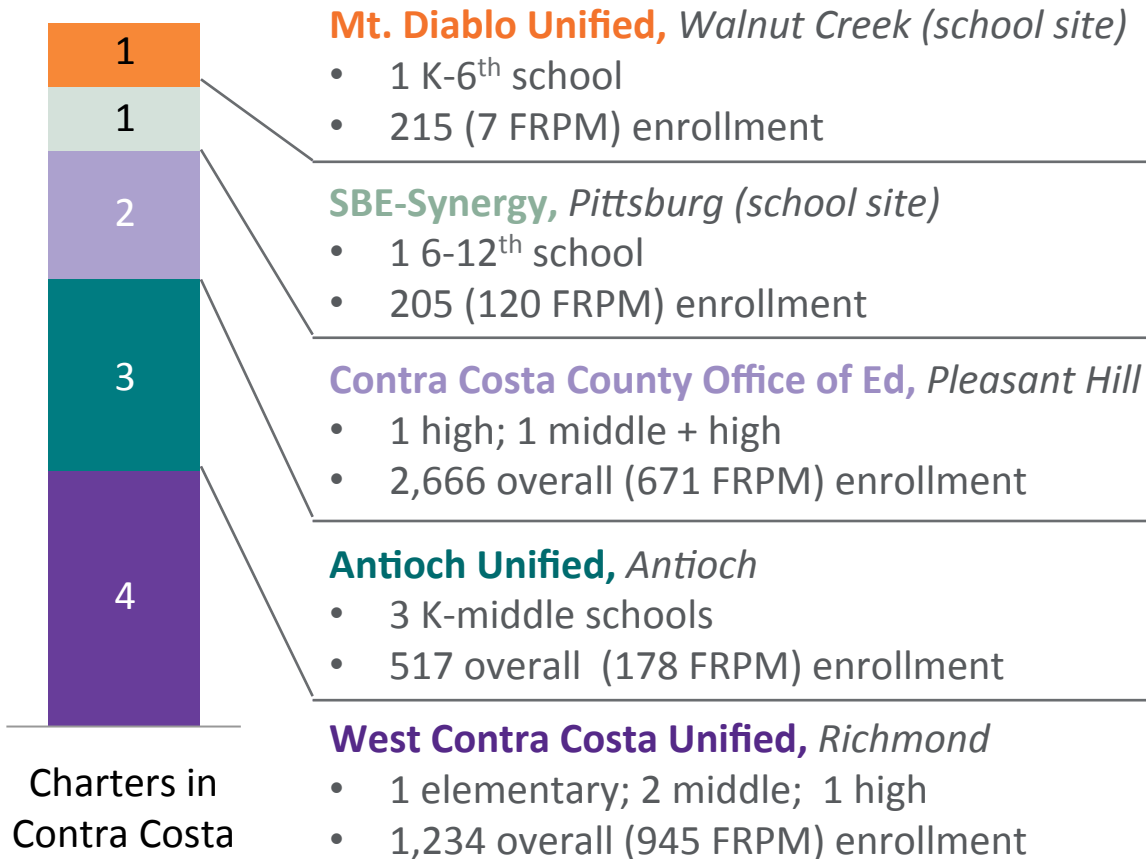 1
1
2
3
4
Charters in
Contra Costa
Mt. Diablo Unified, Walnut Creek (school site)
• 1 K-6th school
• 215 (7 FRPM) enrollment
SBE-Synergy, Pittsburg (school site)
• 1 6-12th school
• 205 (120 FRPM) enrollment
Contra Costa County Office of Ed, Pleasant Hill
• 1 high; 1 middle + high
• 2,666 overall (671 FRPM) enrollment
Antioch Unified, Antioch
• 3 K-middle schools
• 517 overall (178 FRPM) enrollment
West Contra Costa Unified, Richmond
• 1 elementary; 2 middle; 1 high
• 1,234 overall (945 FRPM) enrollment